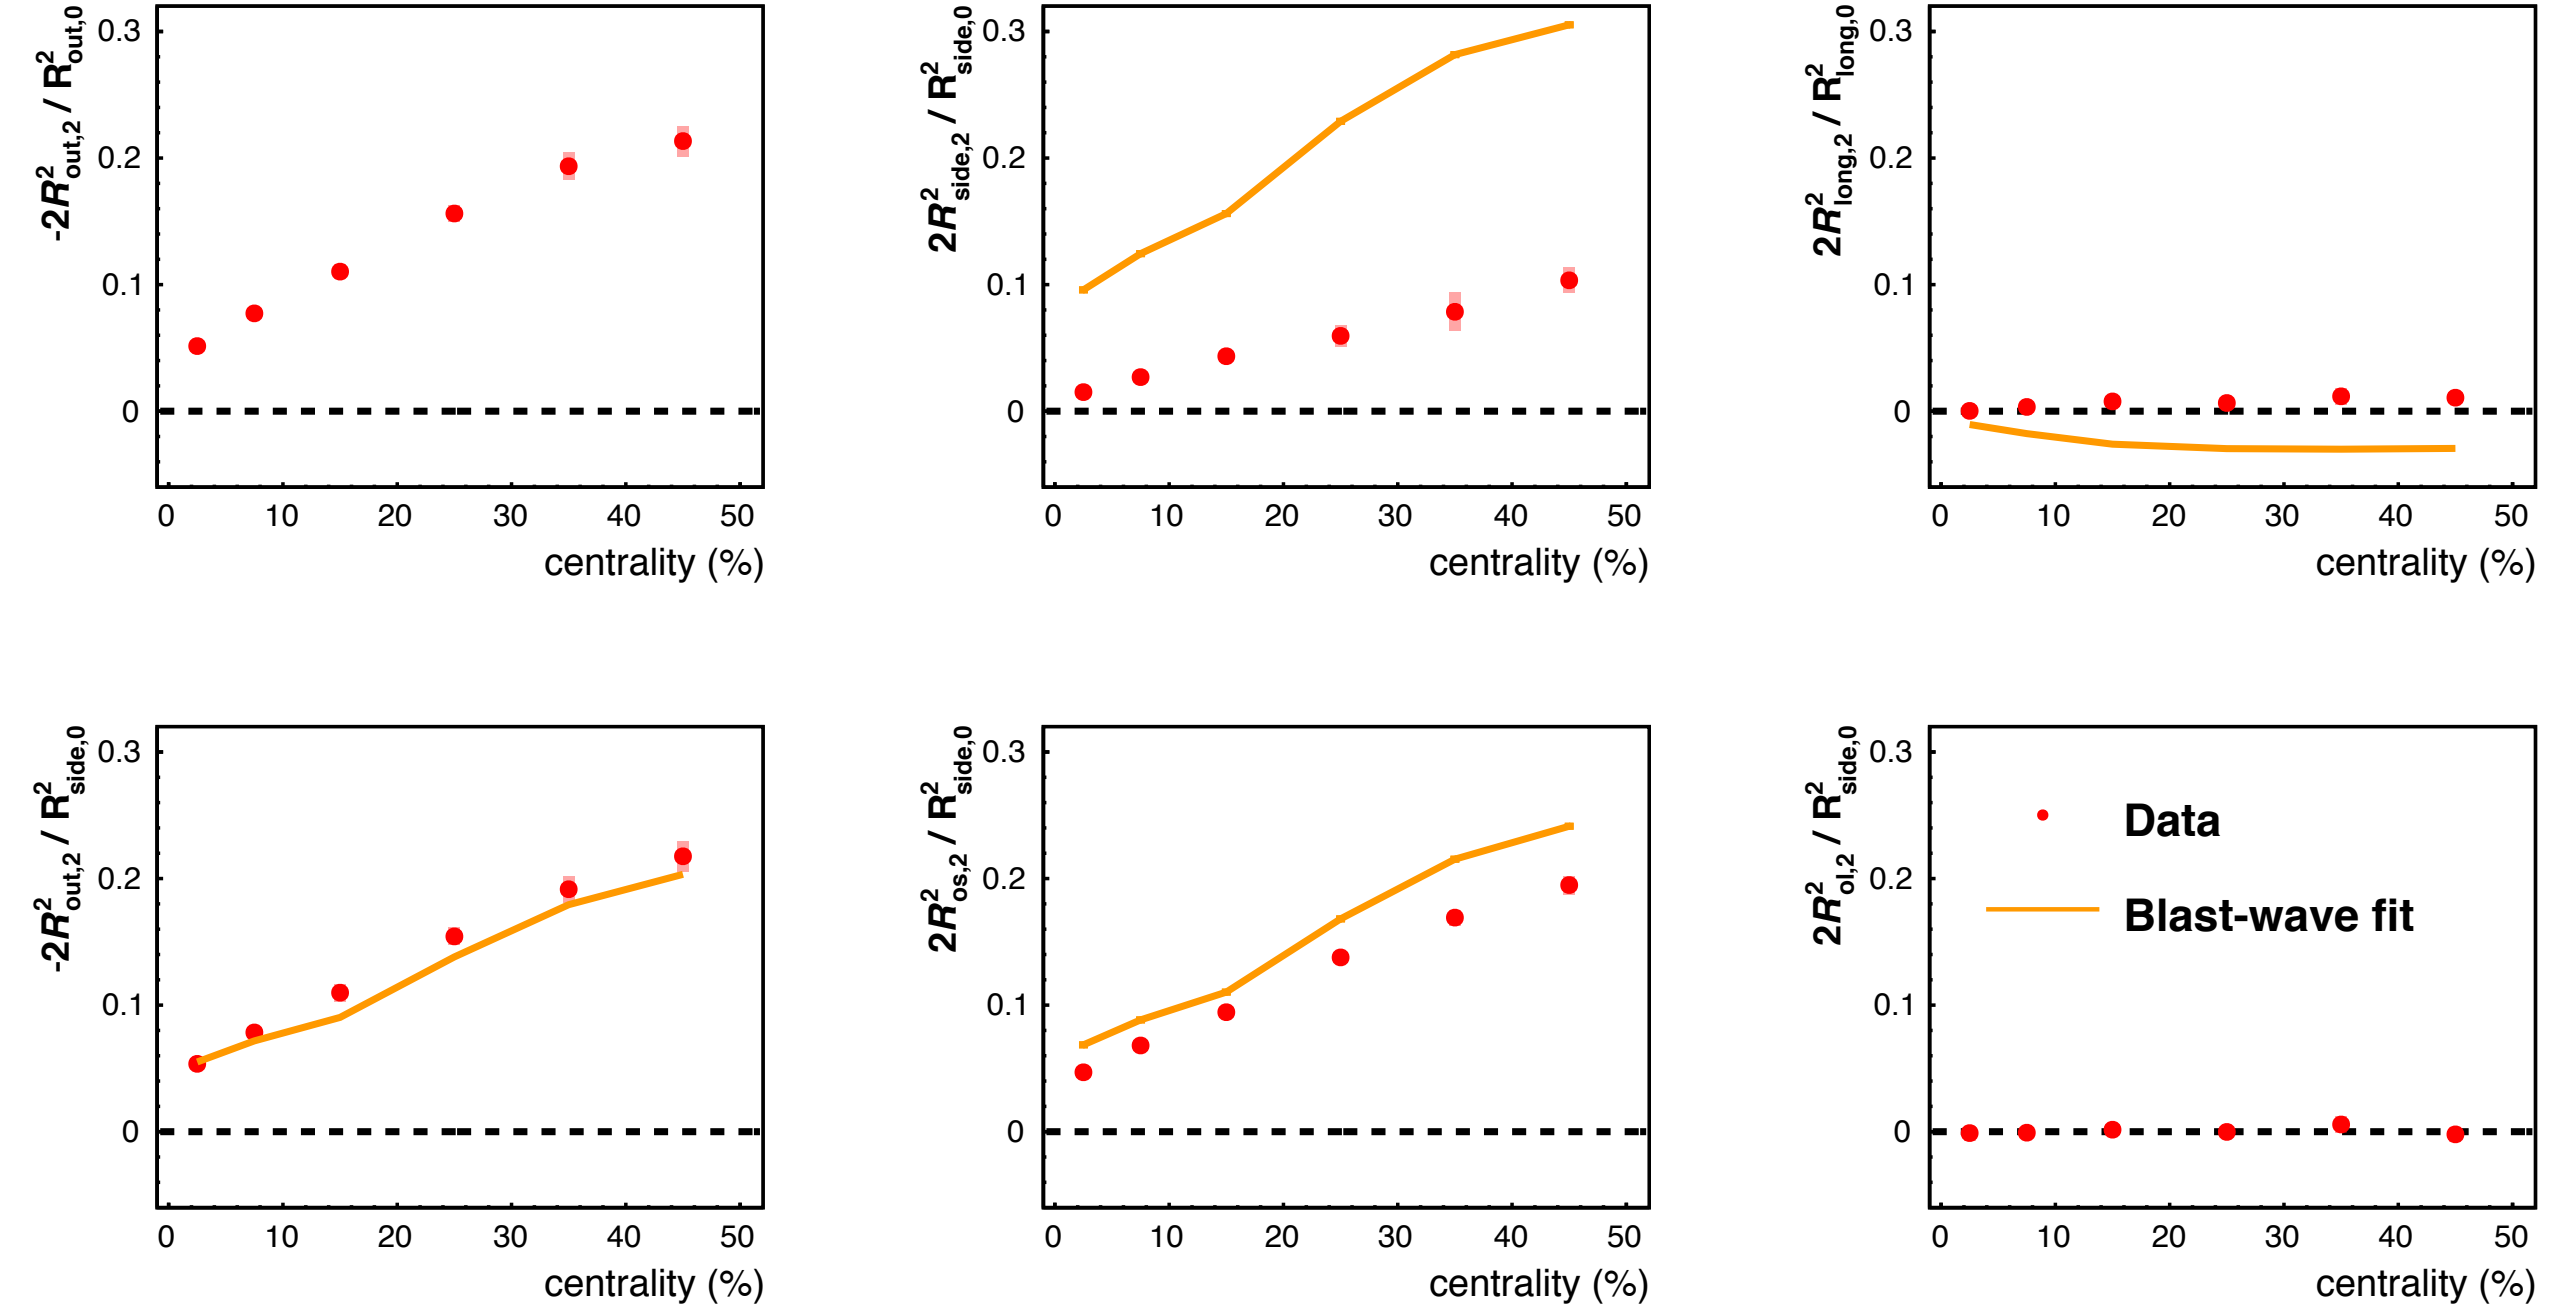 -2R²out,2 / R²out,0
0.3
0.2
0.1
0
0 10 20 30 40 50
centrality (%)
2R²side,2 / R²side,0
0.3
0.2
0.1
0
0 10 20 30 40 50
centrality (%)
2R²long,2 / R²long,0
0.3
0.2
0.1
0
0 10 20 30 40 50
centrality (%)
-2R²out,2 / R²side,0
0.3
0.2
0.1
0
0 10 20 30 40 50
centrality (%)
2R²os,2 / R²side,0
0.3
0.2
0.1
0
0 10 20 30 40 50
centrality (%)
2R²ol,2 / R²side,0
0.3
0.2
0.1
0
Data
Blast-wave fit
0 10 20 30 40 50
centrality (%)